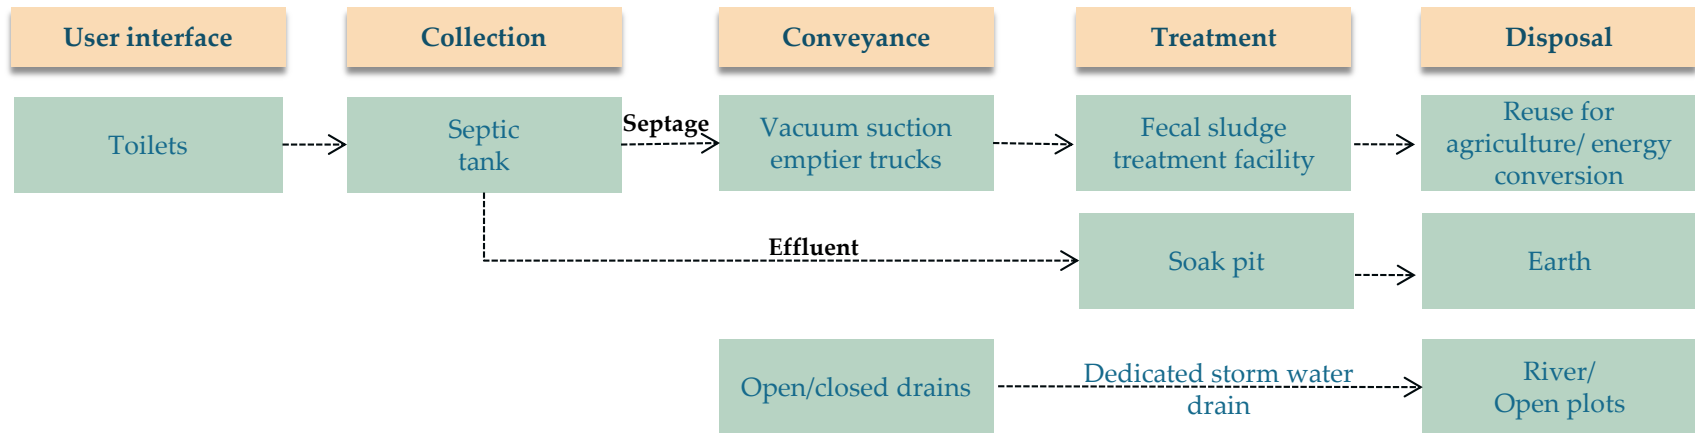 User interface
Collection
Conveyance
Treatment
Disposal
Toilets
Septic
tank
Septage
Vacuum suction
emptier trucks
Fecal sludge
treatment facility
Reuse for
agriculture/ energy
conversion
Effluent
Soak pit
Earth
Open/closed drains
Dedicated storm water
drain
River/
Open plots